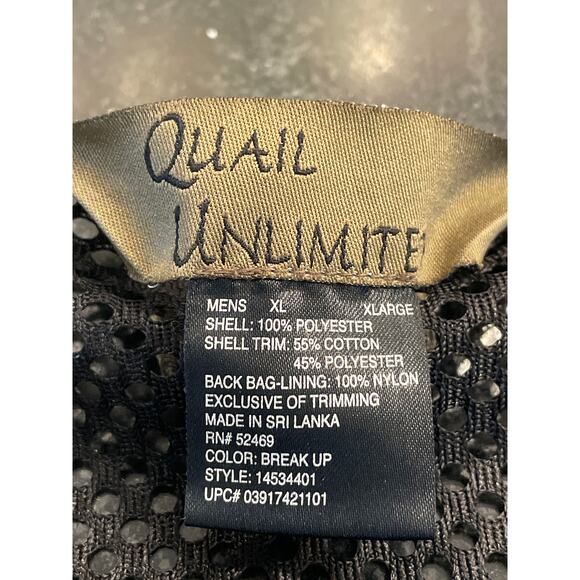 QUAIL
UNLIMITED
MENS XL XLARGE
SHELL: 100% POLYESTER
SHELL TRIM: 55% COTTON
45% POLYESTER
BACK BAG-LINING: 100% NYLON
EXCLUSIVE OF TRIMMING
MADE IN SRI LANKA
RN# 52469
COLOR: BREAK UP
STYLE: 14534401
UPC# 03917421101